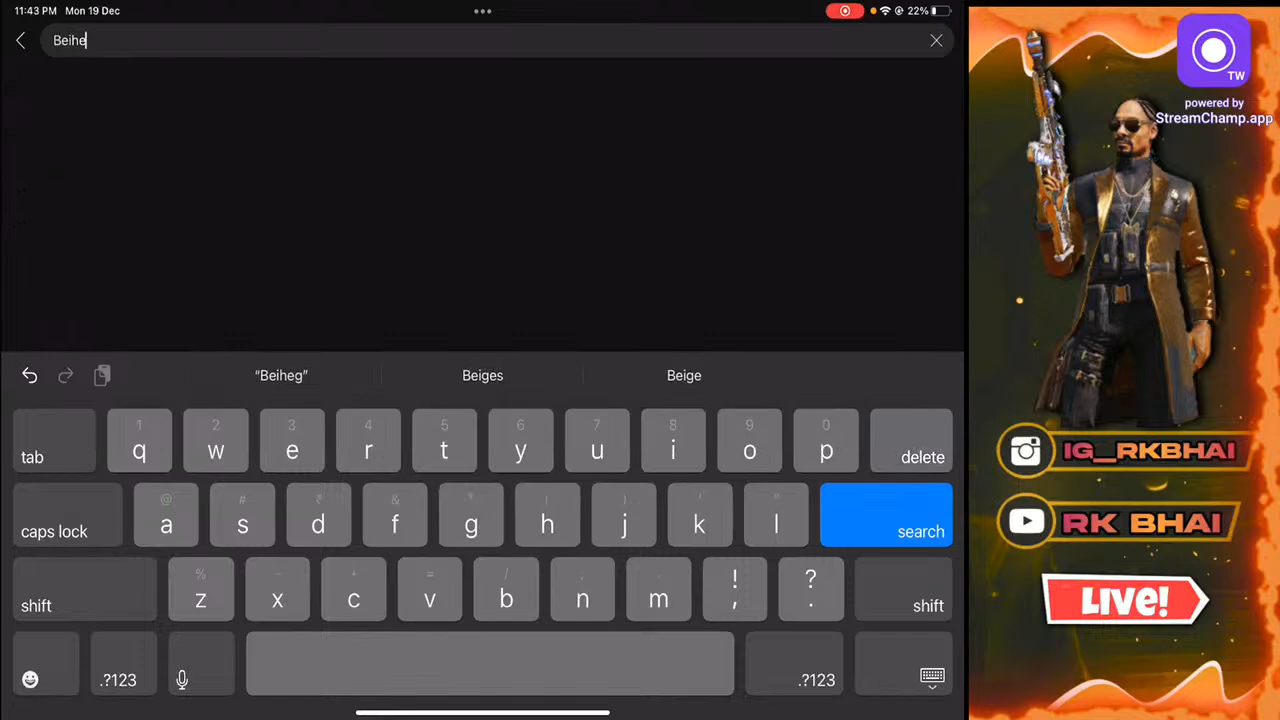 11:43 PM Mon 19 Dec
22%
Beihe
TW
powered by
StreamChamp.app
“Beiheg” Beiges Beige
1 2 3 4 5 6 7 8 9 0
tab q w e r t y u i o p delete
@ # ₹ & * ( ) ' "
caps lock a s d f g h j k l search
% - + = / ; : ! ?
shift z x c v b n m , . shift
.?123 .?123
IG_RKBHAI
RK BHAI
LIVE!